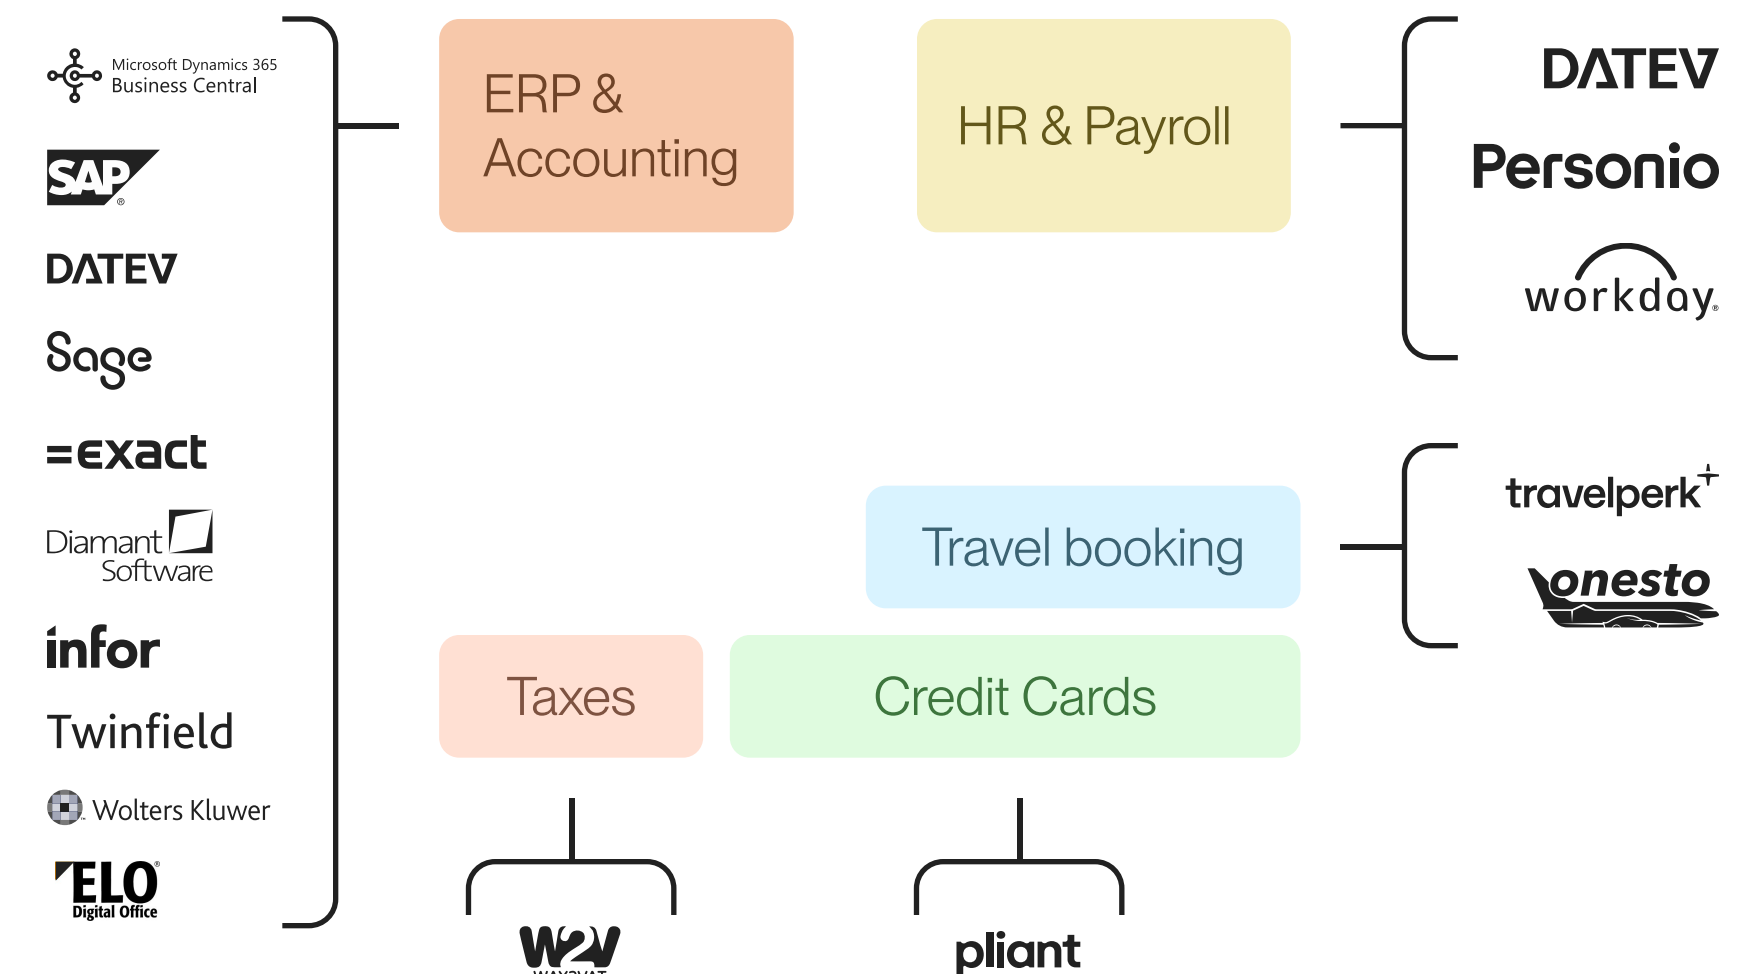 Microsoft Dynamics 365
Business Central
SAP®
DATEV
Sage
=exact
Diamant
Software
infor
Twinfield
Wolters Kluwer
ELO®
Digital Office
ERP &
Accounting
HR & Payroll
DATEV
Personio
workday®
Travel booking
travelperk
onesto
Taxes
Credit Cards
W2V
WAY2VAT
pliant